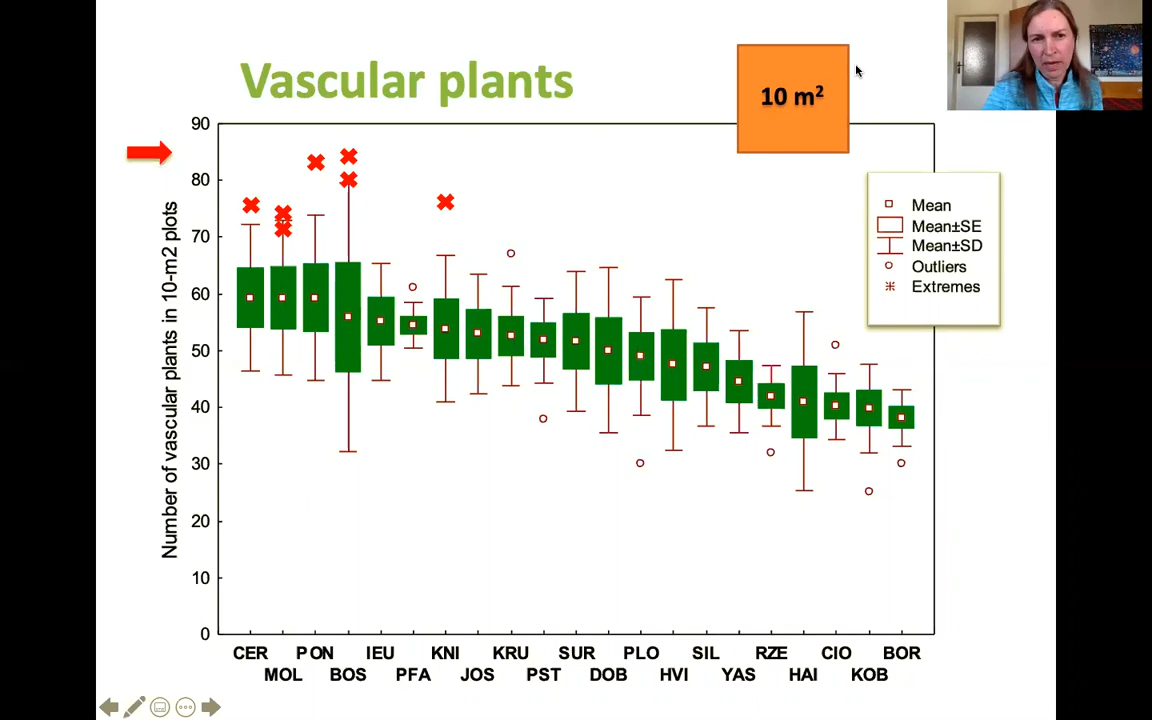 Vascular plants
10 m²
90
80
70
60
50
40
30
20
10
0
Number of vascular plants in 10-m2 plots
Mean
Mean±SE
Mean±SD
Outliers
Extremes
CER PON IEU KNI KRU SUR PLO SIL RZE CIO BOR
MOL BOS PFA JOS PST DOB HVI YAS HAI KOB